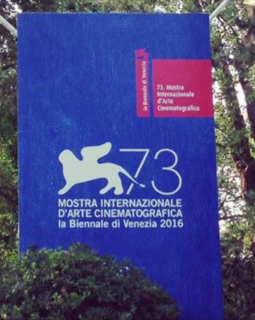 la Biennale di Venezia
73. Mostra
Internazionale
d'Arte
Cinematografica
73
MOSTRA INTERNAZIONALE
D'ARTE CINEMATOGRAFICA
la Biennale di Venezia 2016